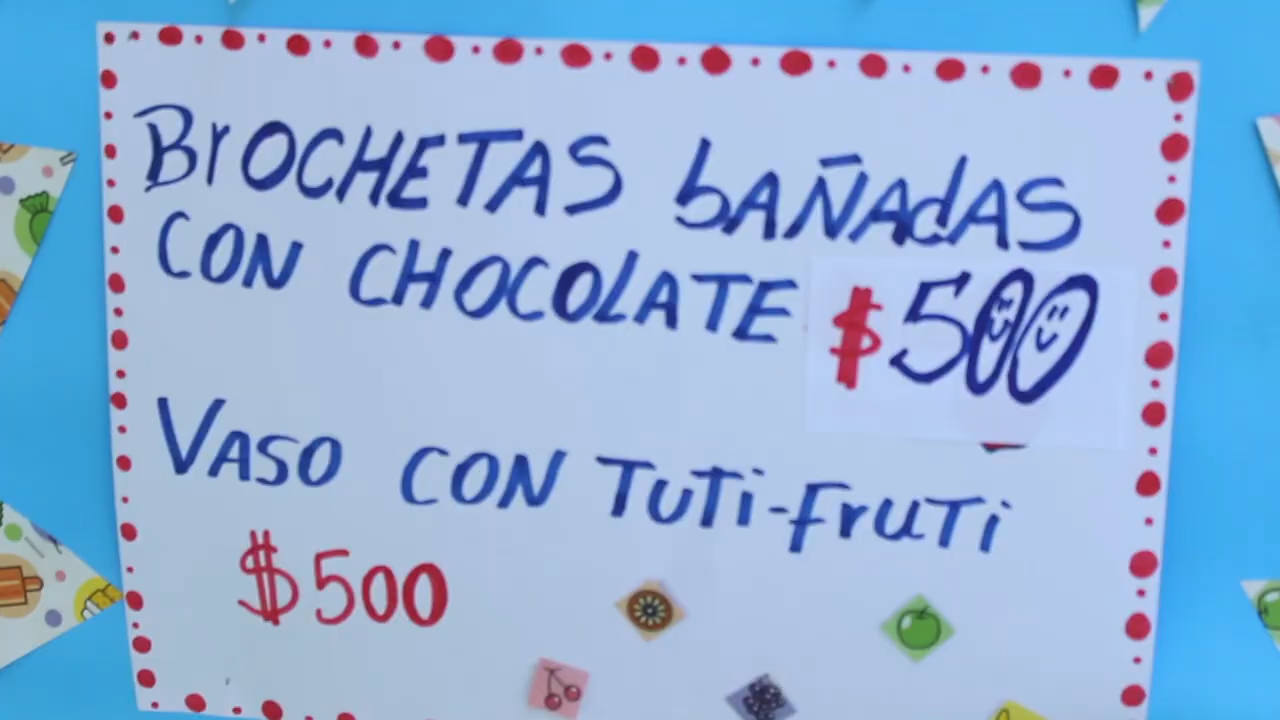 BrOCHETAS bAÑAdAS
CON CHOCOLATE $500
VASO CON TUTi-FrUTi
$500